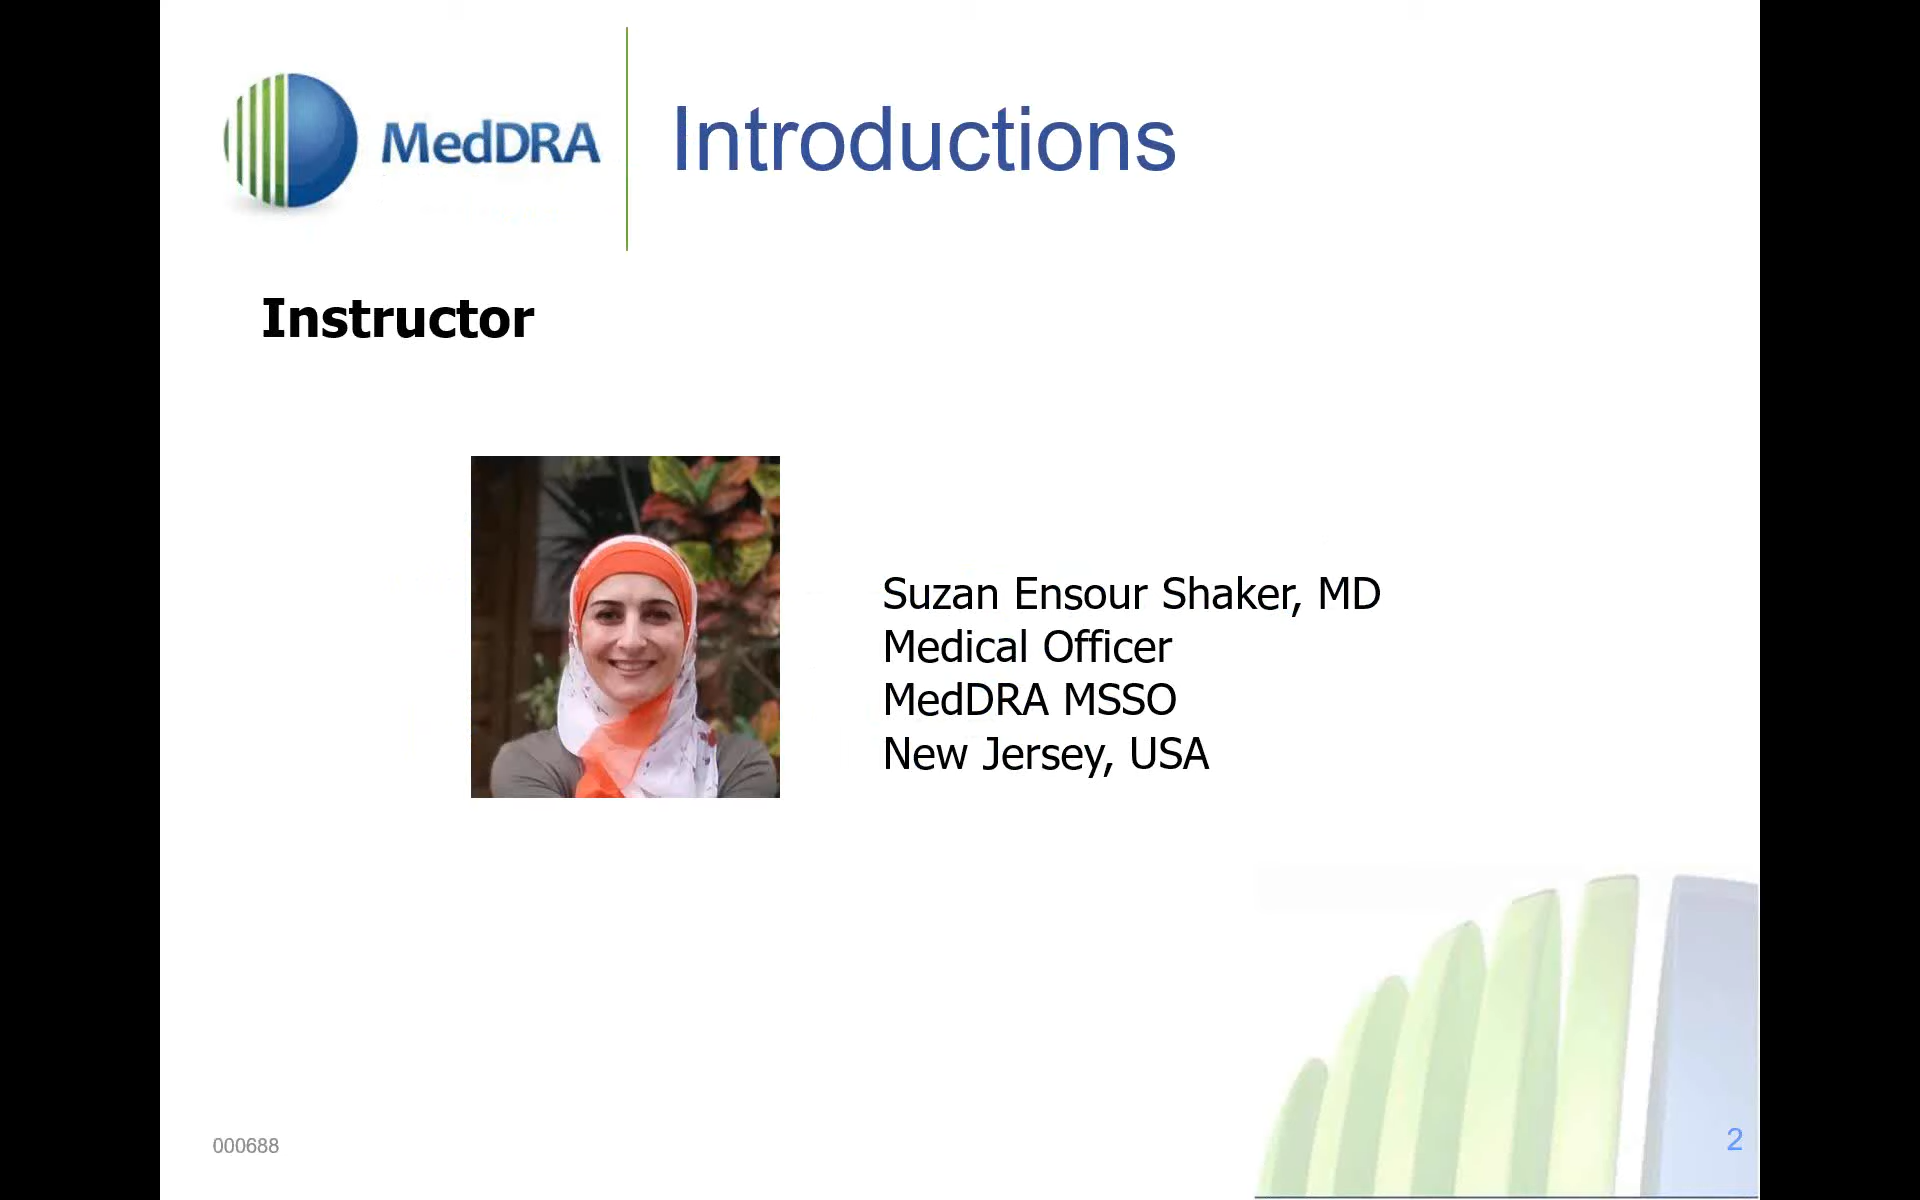 MedDRA
Introductions
Instructor
Suzan Ensour Shaker, MD
Medical Officer
MedDRA MSSO
New Jersey, USA
000688
2